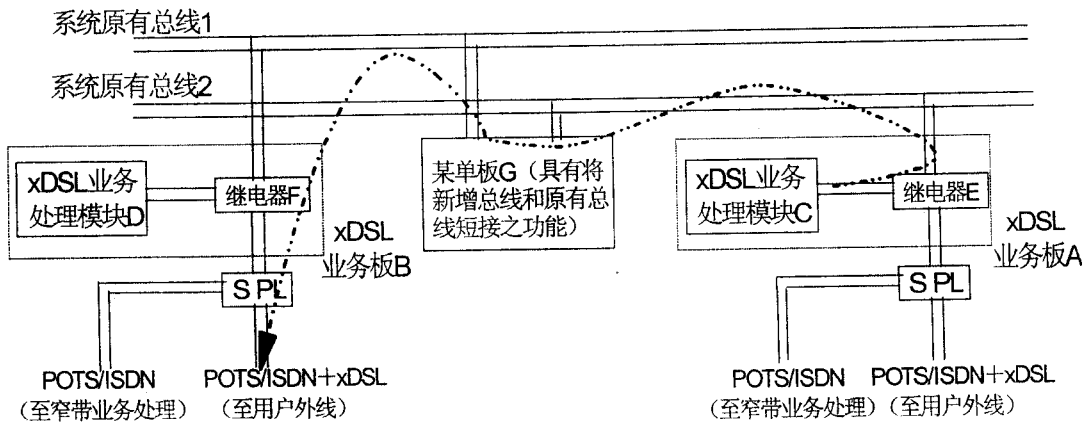 系统原有总线1
系统原有总线2
xDSL业务
处理模块D
继电器F
xDSL
业务板B
某单板G（具有将
新增总线和原有总
线短接之功能）
xDSL业务
处理模块C
继电器E
xDSL
业务板A
S PL
S PL
POTS/ISDN
（至窄带业务处理）
POTS/ISDN＋xDSL
（至用户外线）
POTS/ISDN
（至窄带业务处理）
POTS/ISDN＋xDSL
（至用户外线）